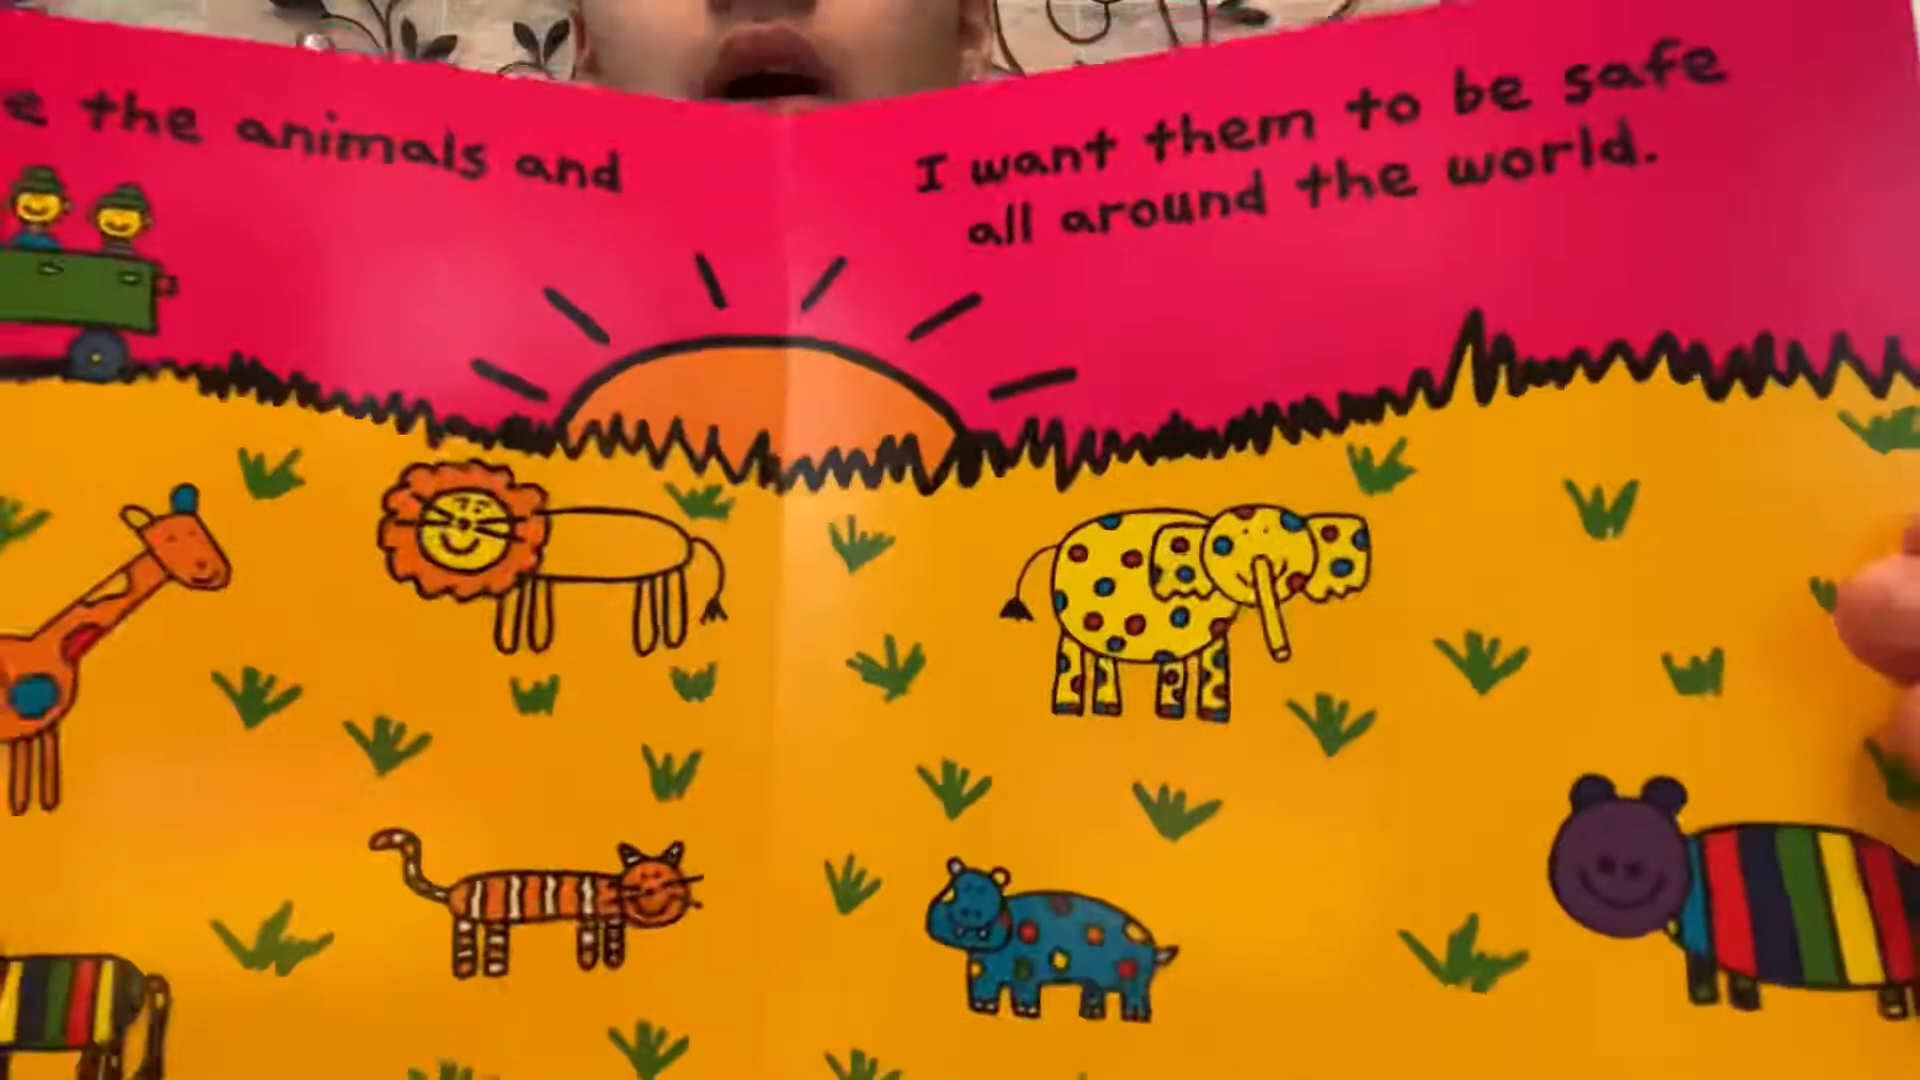 the animals and
I want them to be safe
all around the world.